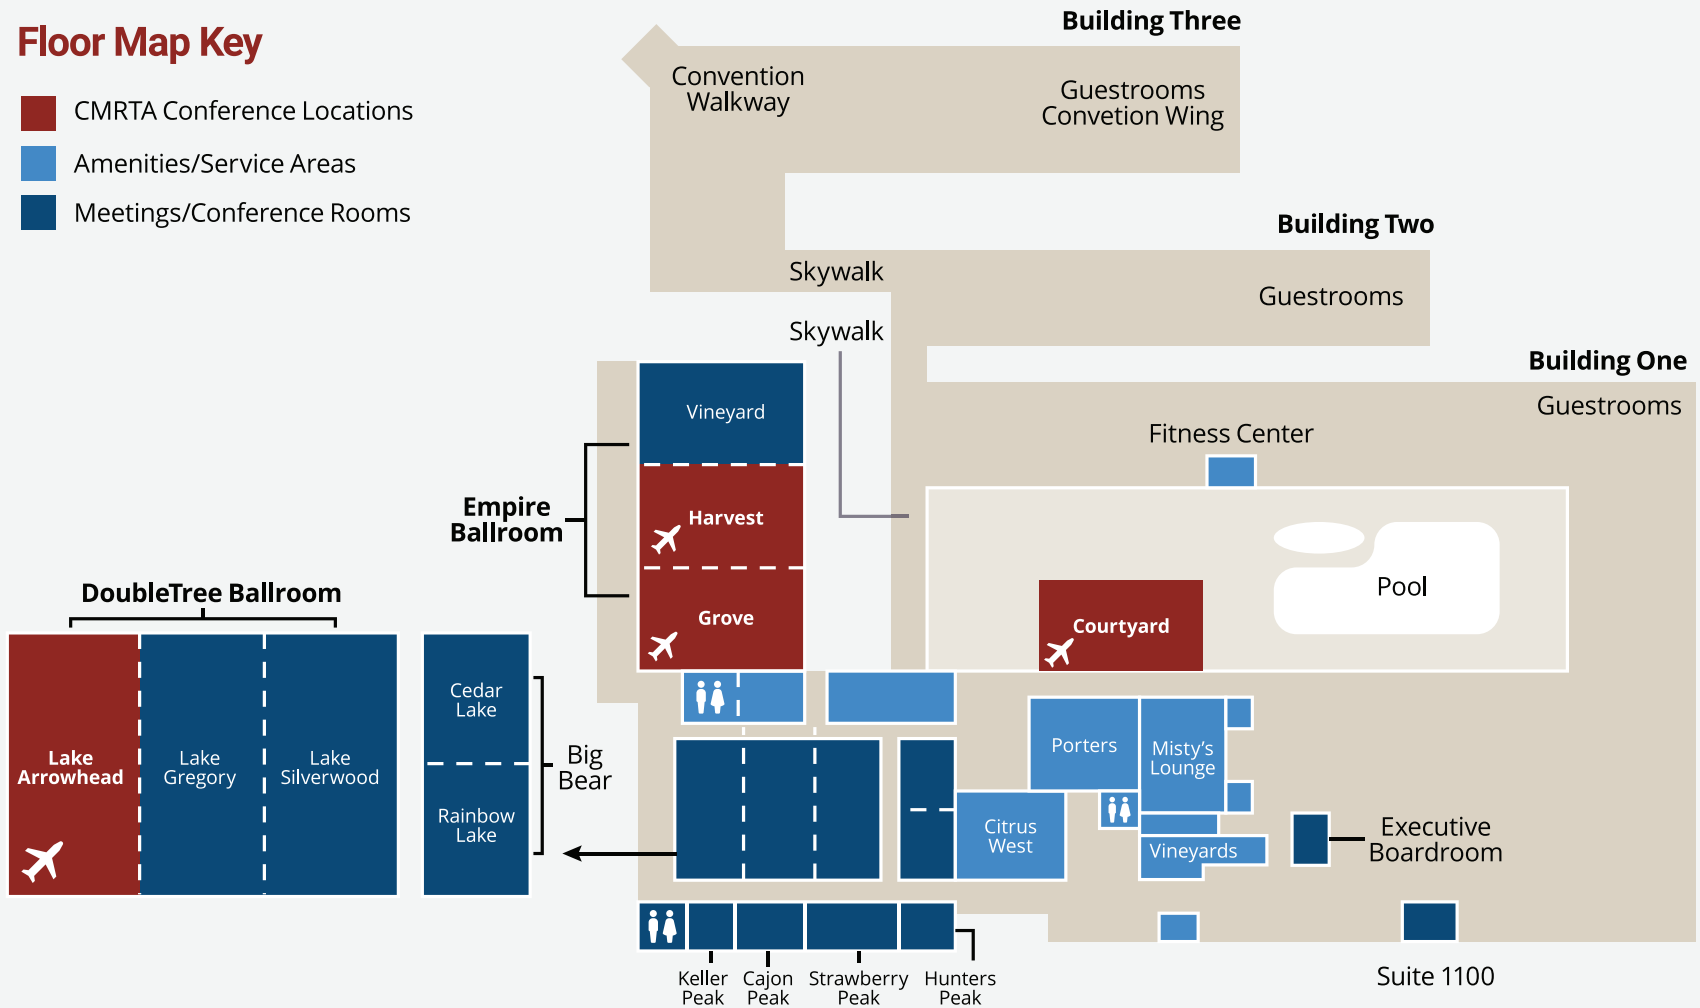 Floor Map Key
CMRTA Conference Locations
Amenities/Service Areas
Meetings/Conference Rooms
Building Three
Convention
Walkway
Guestrooms
Convetion Wing
Building Two
Skywalk
Guestrooms
Skywalk
Building One
Guestrooms
Fitness Center
Vineyard
Empire
Ballroom
Harvest
Grove
Pool
Courtyard
DoubleTree Ballroom
Lake
Arrowhead
Lake
Gregory
Lake
Silverwood
Cedar
Lake
Rainbow
Lake
Big
Bear
Porters
Misty's
Lounge
Citrus
West
Vineyards
Executive
Boardroom
Keller
Peak
Cajon
Peak
Strawberry
Peak
Hunters
Peak
Suite 1100